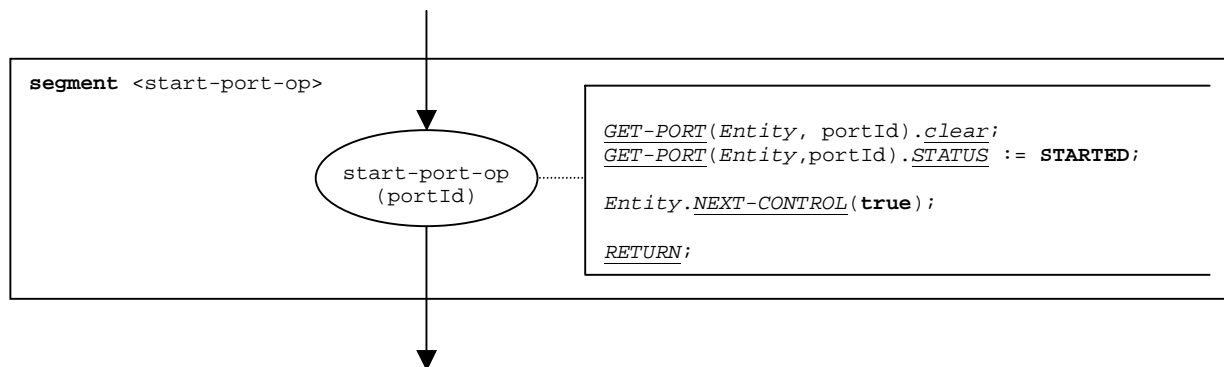 segment <start-port-op>
start-port-op
(portId)
GET-PORT(Entity, portId).clear;
GET-PORT(Entity,portId).STATUS := STARTED;
Entity.NEXT-CONTROL(true);
RETURN;